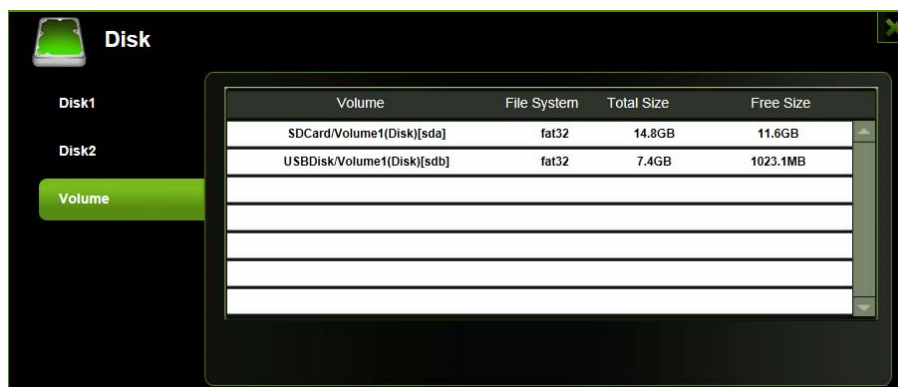 Disk
Disk1
Disk2
Volume
Volume File System Total Size Free Size
SDCard/Volume1(Disk)[sda] fat32 14.8GB 11.6GB
USBDisk/Volume1(Disk)[sdb] fat32 7.4GB 1023.1MB